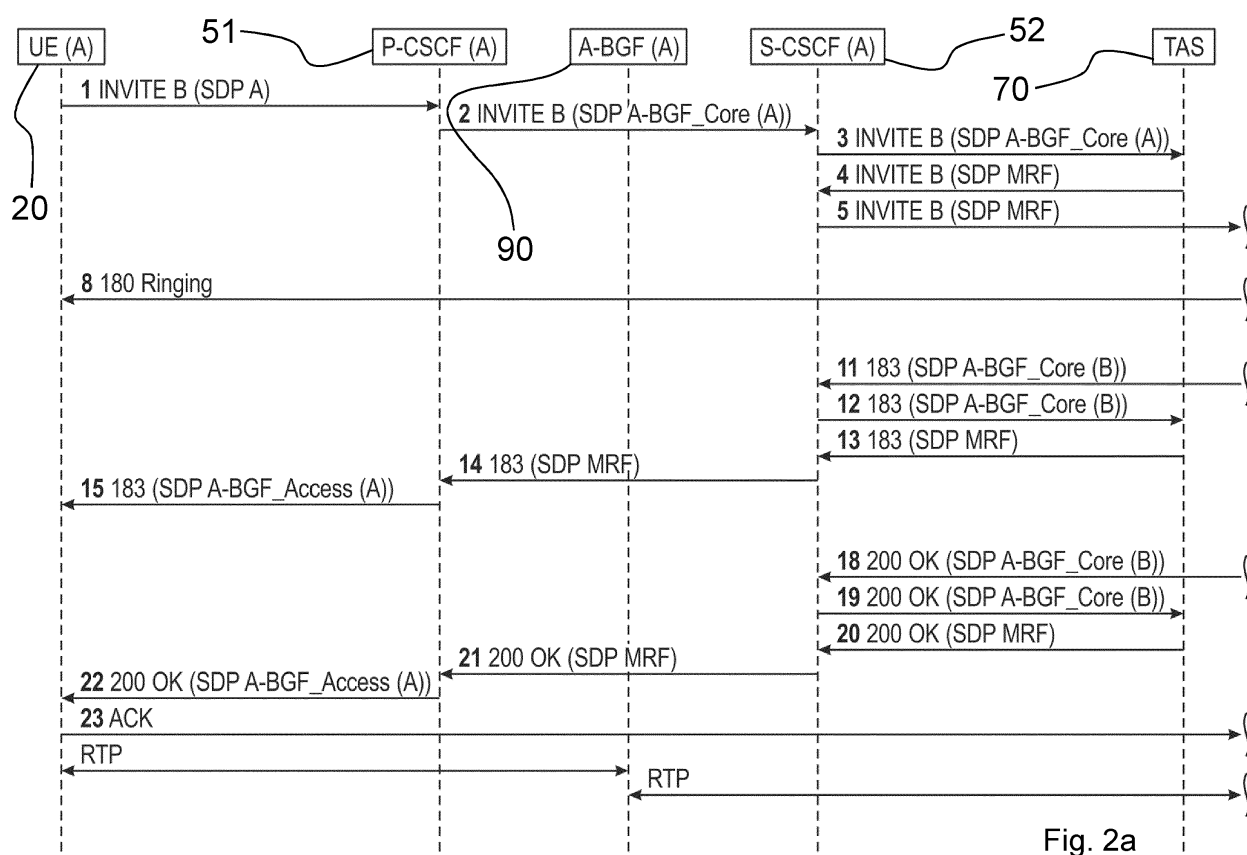 51
52
UE (A)
P-CSCF (A)
A-BGF (A)
S-CSCF (A)
TAS
70
1 INVITE B (SDP A)
2 INVITE B (SDP A-BGF_Core (A))
3 INVITE B (SDP A-BGF_Core (A))
4 INVITE B (SDP MRF)
20
5 INVITE B (SDP MRF)
90
8 180 Ringing
11 183 (SDP A-BGF_Core (B))
12 183 (SDP A-BGF_Core (B))
13 183 (SDP MRF)
14 183 (SDP MRF)
15 183 (SDP A-BGF_Access (A))
18 200 OK (SDP A-BGF_Core (B))
19 200 OK (SDP A-BGF_Core (B))
20 200 OK (SDP MRF)
21 200 OK (SDP MRF)
22 200 OK (SDP A-BGF_Access (A))
23 ACK
RTP
RTP
Fig. 2a